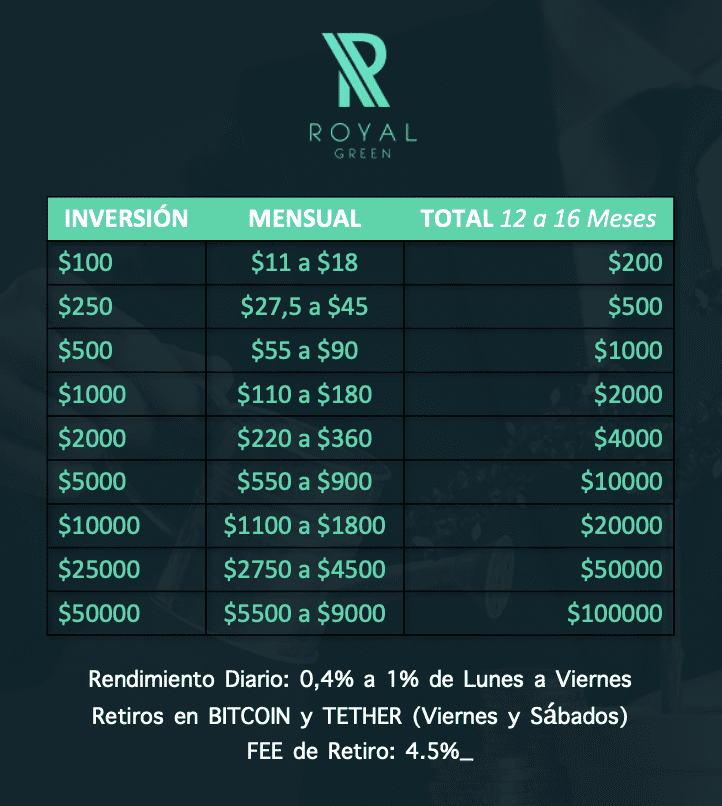 ROYAL
GREEN
INVERSIÓN MENSUAL TOTAL 12 a 16 Meses
$100 $11 a $18 $200
$250 $27,5 a $45 $500
$500 $55 a $90 $1000
$1000 $110 a $180 $2000
$2000 $220 a $360 $4000
$5000 $550 a $900 $10000
$10000 $1100 a $1800 $20000
$25000 $2750 a $4500 $50000
$50000 $5500 a $9000 $100000
Rendimiento Diario: 0,4% a 1% de Lunes a Viernes
Retiros en BITCOIN y TETHER (Viernes y Sábados)
FEE de Retiro: 4.5%_